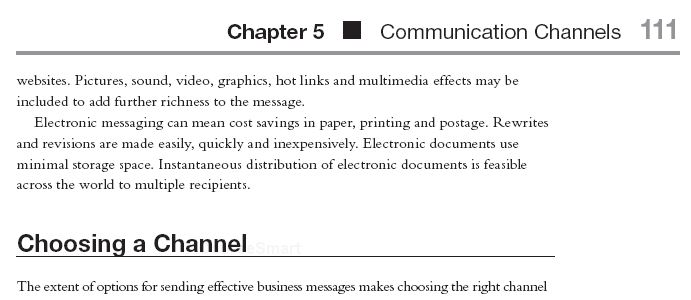 Chapter 5 ■ Communication Channels 111
websites. Pictures, sound, video, graphics, hot links and multimedia effects may be
included to add further richness to the message.
Electronic messaging can mean cost savings in paper, printing and postage. Rewrites
and revisions are made easily, quickly and inexpensively. Electronic documents use
minimal storage space. Instantaneous distribution of electronic documents is feasible
across the world to multiple recipients.
Choosing a Channel
The extent of options for sending effective business messages makes choosing the right channel